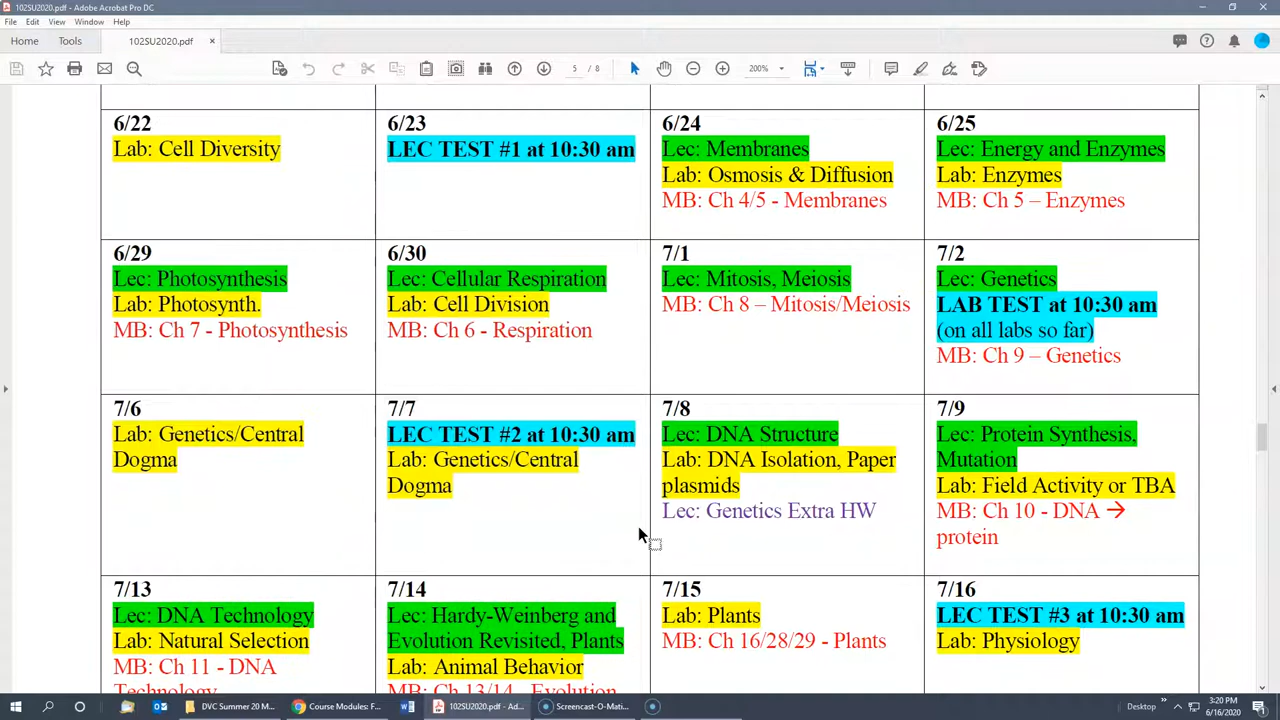 102SU2020.pdf - Adobe Acrobat Pro DC
File Edit View Window Help
Home Tools 102SU2020.pdf ×
5 / 8 200%
6/22
Lab: Cell Diversity
6/23
LEC TEST #1 at 10:30 am
6/24
Lec: Membranes
Lab: Osmosis & Diffusion
MB: Ch 4/5 - Membranes
6/25
Lec: Energy and Enzymes
Lab: Enzymes
MB: Ch 5 – Enzymes
6/29
Lec: Photosynthesis
Lab: Photosynth.
MB: Ch 7 - Photosynthesis
6/30
Lec: Cellular Respiration
Lab: Cell Division
MB: Ch 6 - Respiration
7/1
Lec: Mitosis, Meiosis
MB: Ch 8 – Mitosis/Meiosis
7/2
Lec: Genetics
LAB TEST at 10:30 am
(on all labs so far)
MB: Ch 9 – Genetics
7/6
Lab: Genetics/Central
Dogma
7/7
LEC TEST #2 at 10:30 am
Lab: Genetics/Central
Dogma
7/8
Lec: DNA Structure
Lab: DNA Isolation, Paper
plasmids
Lec: Genetics Extra HW
7/9
Lec: Protein Synthesis,
Mutation
Lab: Field Activity or TBA
MB: Ch 10 - DNA →
protein
7/13
Lec: DNA Technology
Lab: Natural Selection
MB: Ch 11 - DNA
Technology
7/14
Lec: Hardy-Weinberg and
Evolution Revisited, Plants
Lab: Animal Behavior
MB: Ch 13/14 - Evolution
7/15
Lab: Plants
MB: Ch 16/28/29 - Plants
7/16
LEC TEST #3 at 10:30 am
Lab: Physiology
DVC Summer 20 M... Course Modules: F... 102SU2020.pdf - Ad... Screencast-O-Mati... Desktop 3:20 PM
6/16/2020